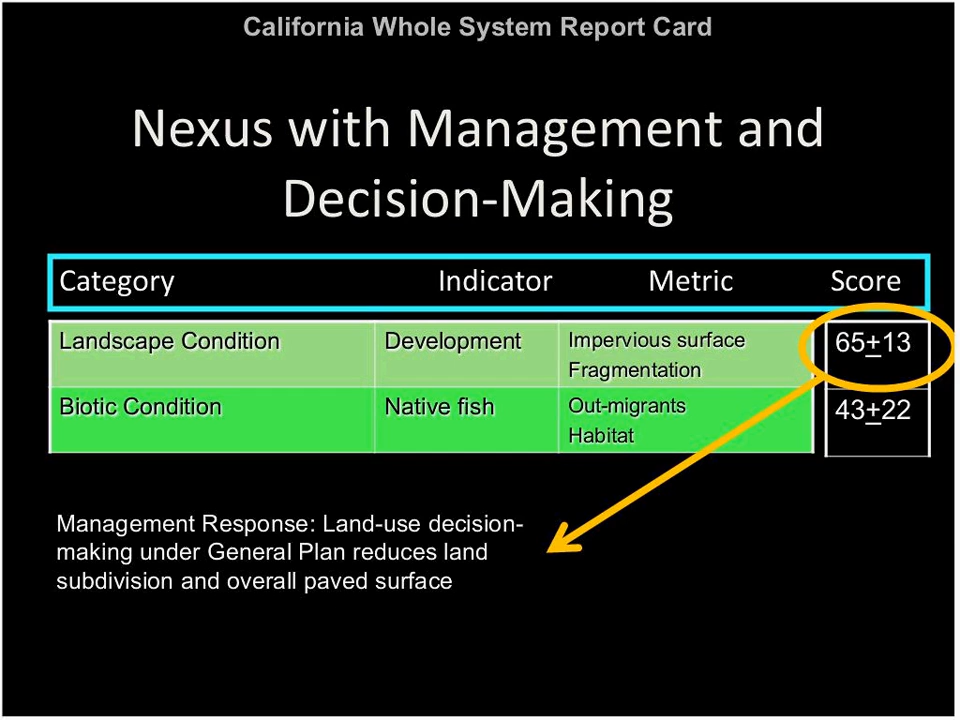 California Whole System Report Card
Nexus with Management and
Decision-Making
Category Indicator Metric Score
Landscape Condition Development Impervious surface 65±13
Fragmentation
Biotic Condition Native fish Out-migrants 43±22
Habitat
Management Response: Land-use decision-
making under General Plan reduces land
subdivision and overall paved surface